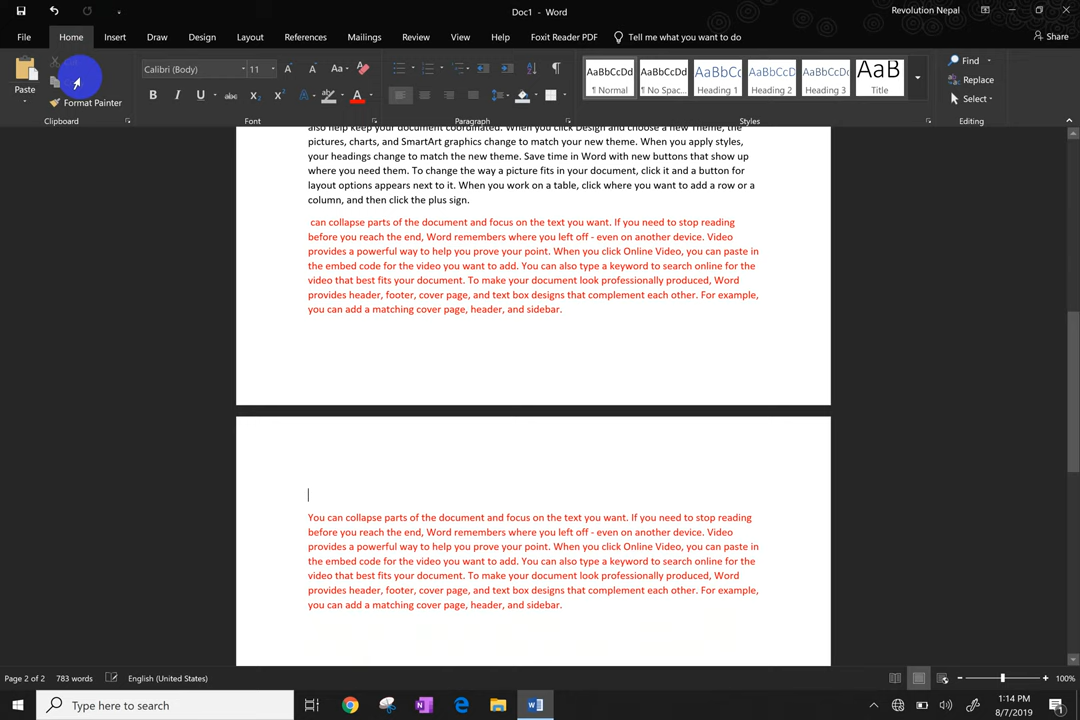 Doc1 - Word
Revolution Nepal
File Home Insert Draw Design Layout References Mailings Review View Help Foxit Reader PDF Tell me what you want to do Share
Paste
Format Painter
Clipboard
Calibri (Body) 11 Aa
B I U abc X2 X2 A A
Font
Paragraph
AaBbCcDd AaBbCcDd AaBbCc AaBbCcD AaBbCcD AaB
¶ Normal ¶ No Spac... Heading 1 Heading 2 Heading 3 Title
Styles
Find
Replace
Select
Editing
also help keep your document coordinated. When you click Design and choose a new Theme, the
pictures, charts, and SmartArt graphics change to match your new theme. When you apply styles,
your headings change to match the new theme. Save time in Word with new buttons that show up
where you need them. To change the way a picture fits in your document, click it and a button for
layout options appears next to it. When you work on a table, click where you want to add a row or a
column, and then click the plus sign.
can collapse parts of the document and focus on the text you want. If you need to stop reading
before you reach the end, Word remembers where you left off - even on another device. Video
provides a powerful way to help you prove your point. When you click Online Video, you can paste in
the embed code for the video you want to add. You can also type a keyword to search online for the
video that best fits your document. To make your document look professionally produced, Word
provides header, footer, cover page, and text box designs that complement each other. For example,
you can add a matching cover page, header, and sidebar.
You can collapse parts of the document and focus on the text you want. If you need to stop reading
before you reach the end, Word remembers where you left off - even on another device. Video
provides a powerful way to help you prove your point. When you click Online Video, you can paste in
the embed code for the video you want to add. You can also type a keyword to search online for the
video that best fits your document. To make your document look professionally produced, Word
provides header, footer, cover page, and text box designs that complement each other. For example,
you can add a matching cover page, header, and sidebar.
Page 2 of 2 783 words English (United States) 100%
Type here to search
1:14 PM
8/7/2019